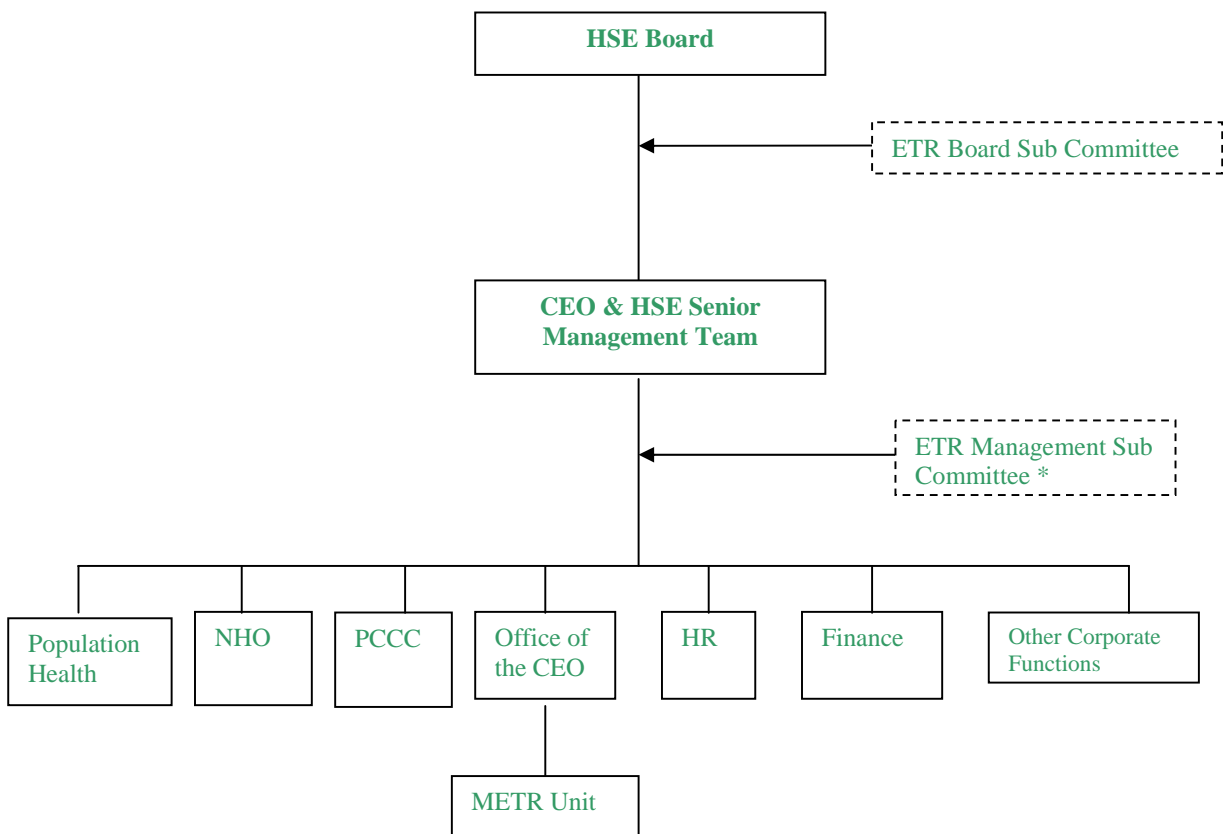 HSE Board
ETR Board Sub Committee
CEO & HSE Senior
Management Team
ETR Management Sub
Committee *
Population
Health
NHO
PCCC
Office of
the CEO
HR
Finance
Other Corporate
Functions
METR Unit